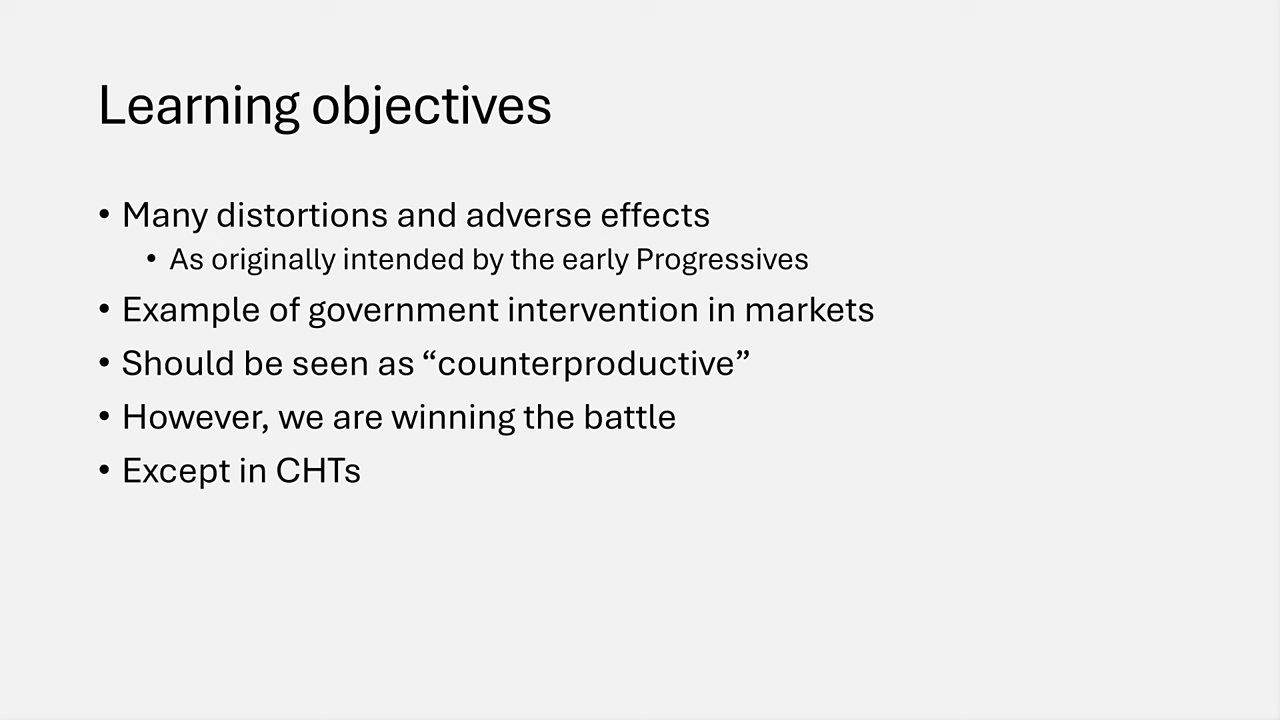 Learning objectives
• Many distortions and adverse effects
• As originally intended by the early Progressives
• Example of government intervention in markets
• Should be seen as “counterproductive”
• However, we are winning the battle
• Except in CHTs